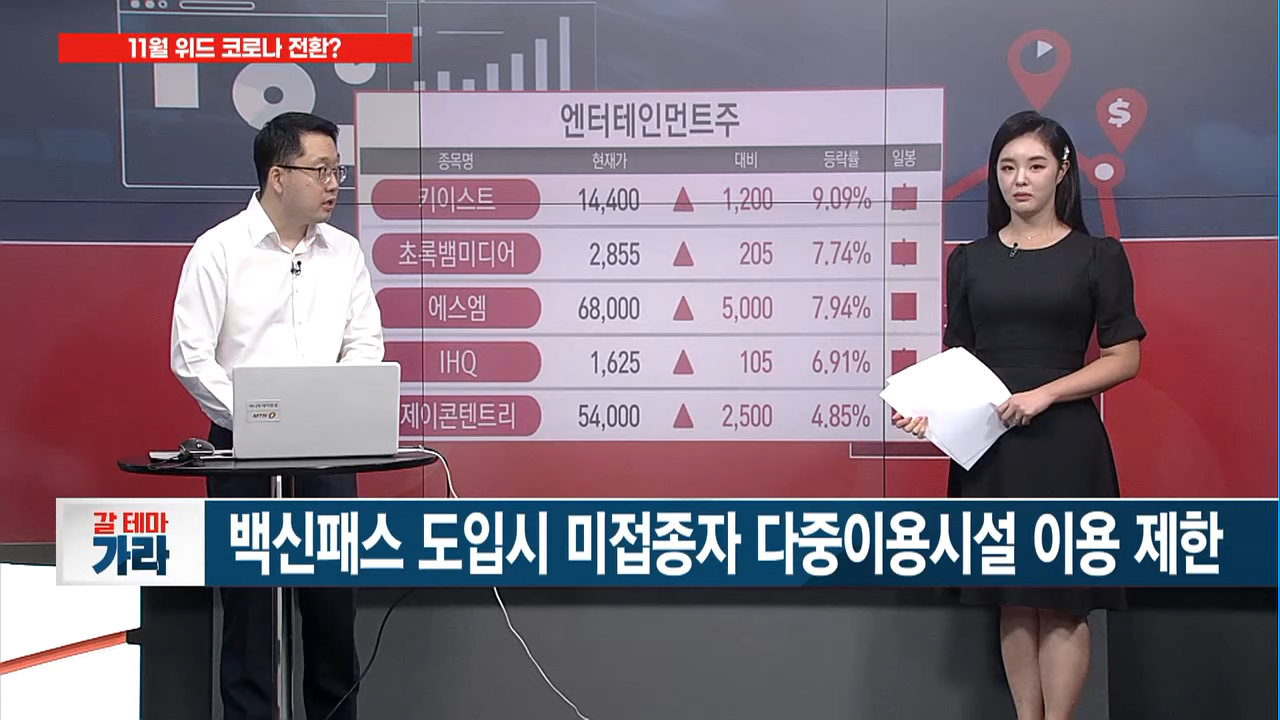 11월 위드 코로나 전환?
$
엔터테인먼트주
종목명 현재가 대비 등락률 일봉
키이스트 14,400 ▲ 1,200 9.09%
초록뱀미디어 2,855 ▲ 205 7.74%
에스엠 68,000 ▲ 5,000 7.94%
IHQ 1,625 ▲ 105 6.91%
제이콘텐트리 54,000 ▲ 2,500 4.85%
MTN
갈 테마
가라
백신패스 도입시 미접종자 다중이용시설 이용 제한